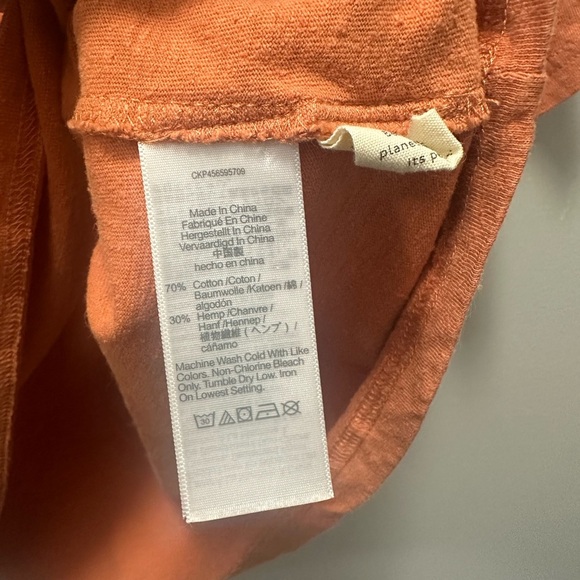 plane
its p
CKP456595709
Made In China
Fabriqué En Chine
Hergestellt In China
Vervaardigd In China
中国製
hecho en china
70% Cotton /Coton/
Baumwolle /Katoen /綿/
algodón
30% Hemp /Chanvre /
Hanf /Hennep /
植物繊維 ( ヘンプ ) /
cáñamo
Machine Wash Cold With Like
Colors. Non-Chlorine Bleach
Only. Tumble Dry Low. Iron
On Lowest Setting.
30